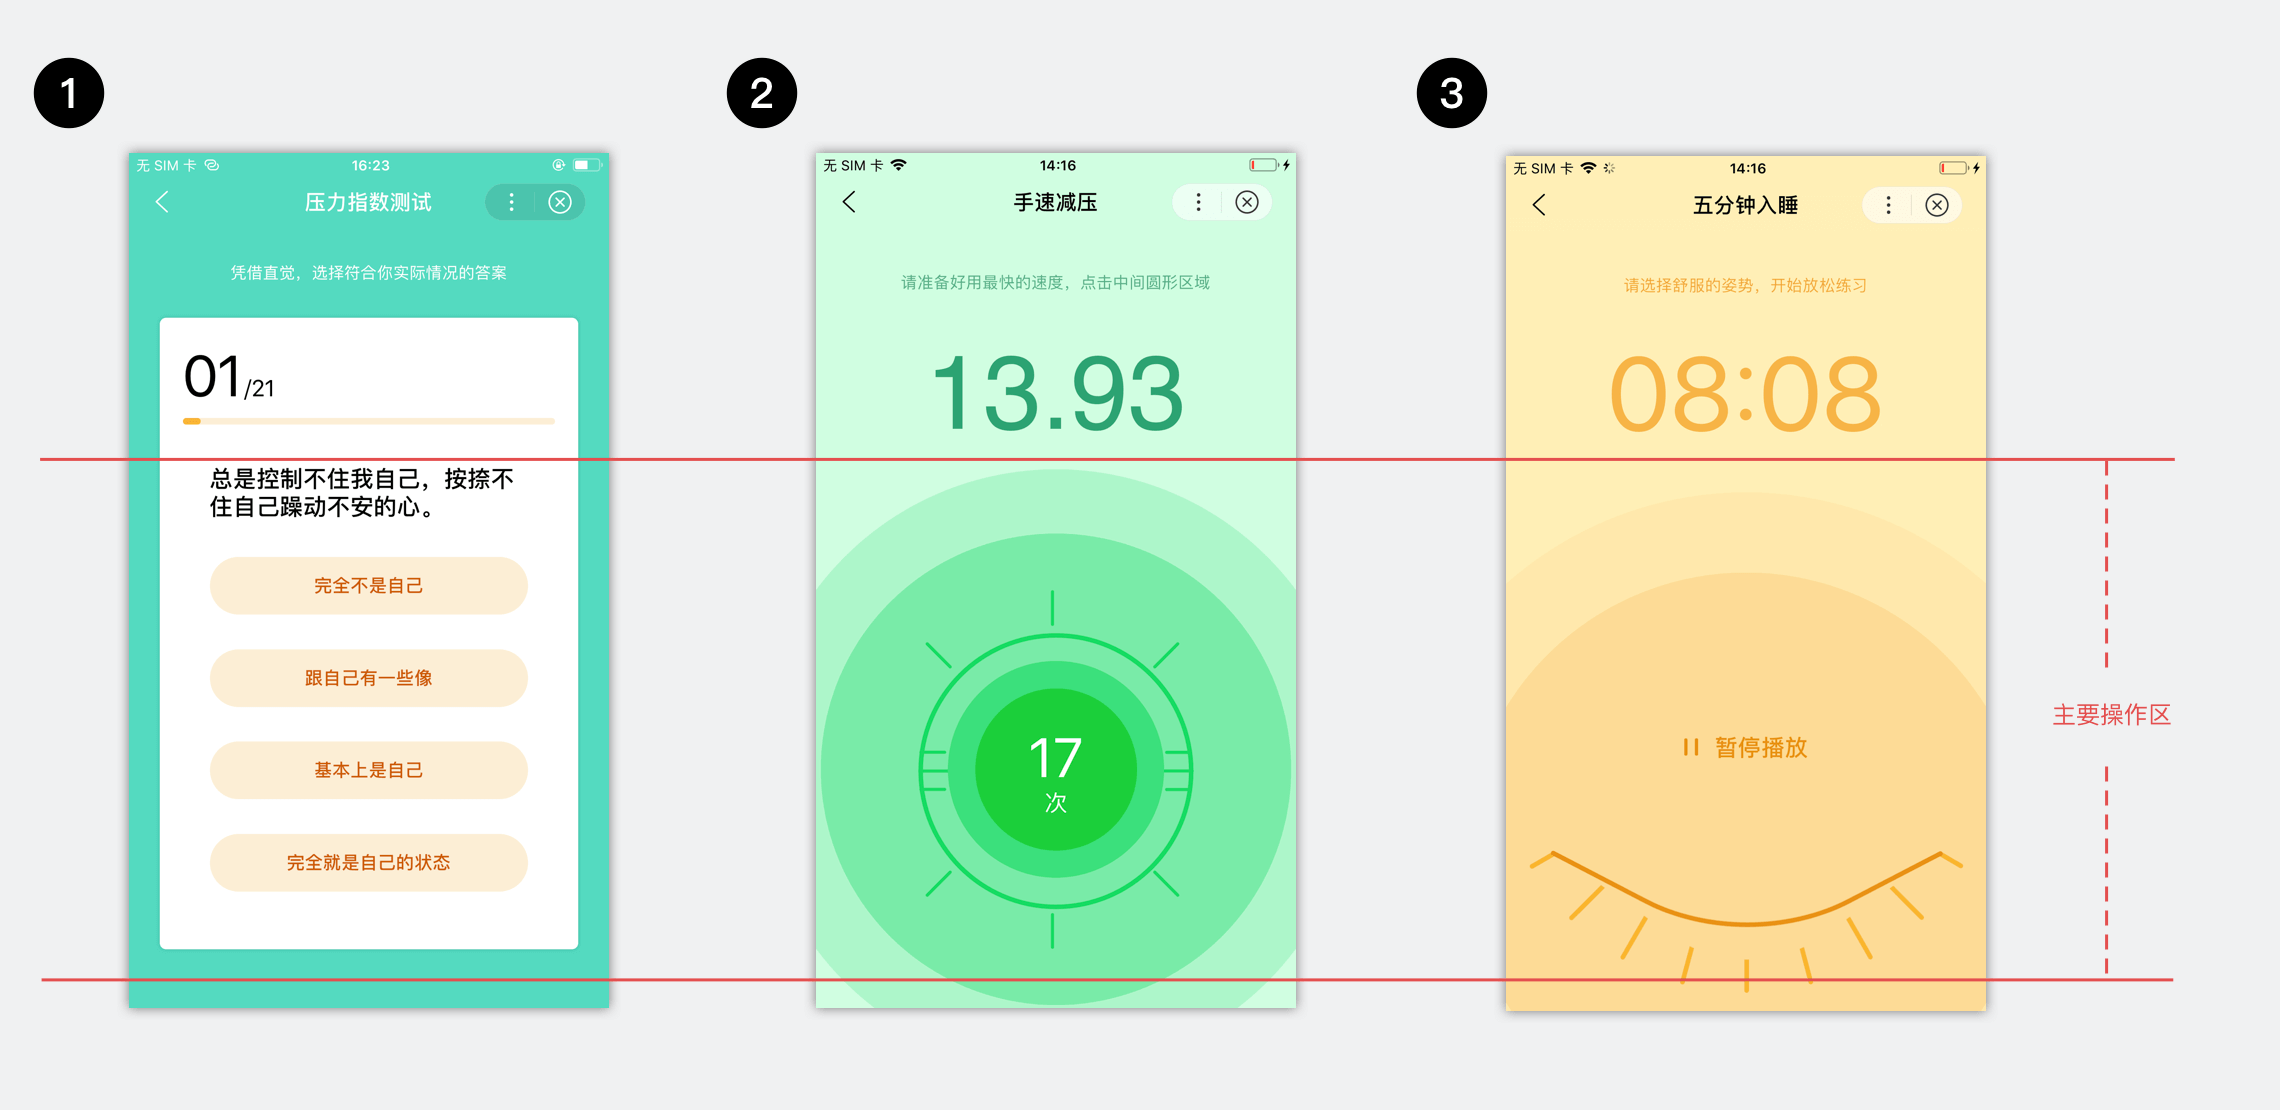 1
无 SIM 卡
16:23
压力指数测试
凭借直觉，选择符合你实际情况的答案
01/21
总是控制不住我自己，按捺不
住自己躁动不安的心。
完全不是自己
跟自己有一些像
基本上是自己
完全就是自己的状态
2
无 SIM 卡
14:16
手速减压
请准备好用最快的速度，点击中间圆形区域
13.93
17
次
3
无 SIM 卡
14:16
五分钟入睡
请选择舒服的姿势，开始放松练习
08:08
暂停播放
主要操作区